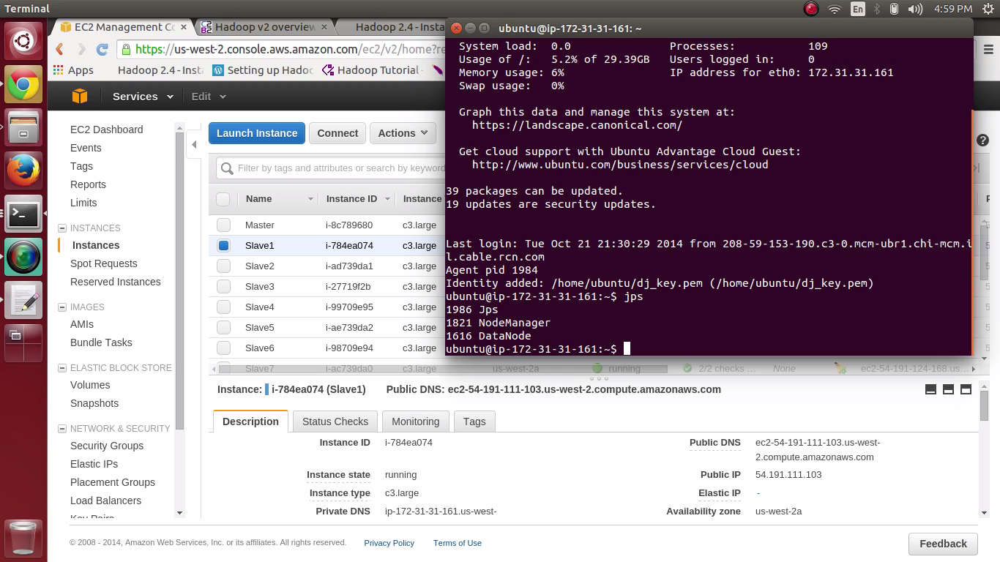 Terminal
En
4:59 PM
EC2 Management Co
Hadoop v2 overview
Hadoop 2.4 - Inst
https://us-west-2.console.aws.amazon.com/ec2/v2/home?re
Apps
Hadoop 2.4 - Insta
Setting up Hadoo
Hadoop Tutorial
Services
Edit
EC2 Dashboard
Events
Tags
Reports
Limits
INSTANCES
Instances
Spot Requests
Reserved Instances
IMAGES
AMIs
Bundle Tasks
ELASTIC BLOCK STORE
Volumes
Snapshots
NETWORK & SECURITY
Security Groups
Elastic IPs
Placement Groups
Load Balancers
Key Pairs
Launch Instance
Connect
Actions
Filter by tags and attributes or search by keyword
Name Instance ID Instance
Master i-8c789680 c3.large
Slave1 i-784ea074 c3.large
Slave2 i-ad739da1 c3.large
Slave3 i-27719f2b c3.large
Slave4 i-99709e95 c3.large
Slave5 i-ae739da2 c3.large
Slave6 i-98709e94 c3.large
Slave7 i-ac739da0 c3.large us-west-2a running 2/2 checks ... None ec2-54-191-124-168.us...
ubuntu@ip-172-31-31-161: ~
System load: 0.0 Processes: 109
Usage of /: 5.2% of 29.39GB Users logged in: 0
Memory usage: 6% IP address for eth0: 172.31.31.161
Swap usage: 0%
Graph this data and manage this system at:
https://landscape.canonical.com/
Get cloud support with Ubuntu Advantage Cloud Guest:
http://www.ubuntu.com/business/services/cloud
39 packages can be updated.
19 updates are security updates.
Last login: Tue Oct 21 21:30:29 2014 from 208-59-153-190.c3-0.mcm-ubr1.chi-mcm.i
l.cable.rcn.com
Agent pid 1984
Identity added: /home/ubuntu/dj_key.pem (/home/ubuntu/dj_key.pem)
ubuntu@ip-172-31-31-161:~$ jps
1986 Jps
1821 NodeManager
1616 DataNode
ubuntu@ip-172-31-31-161:~$
Instance: i-784ea074 (Slave1) Public DNS: ec2-54-191-111-103.us-west-2.compute.amazonaws.com
Description Status Checks Monitoring Tags
Instance ID i-784ea074 Public DNS ec2-54-191-111-103.us-west-
2.compute.amazonaws.com
Instance state running Public IP 54.191.111.103
Instance type c3.large Elastic IP -
Private DNS ip-172-31-31-161.us-west- Availability zone us-west-2a
© 2008 - 2014, Amazon Web Services, Inc. or its affiliates. All rights reserved. Privacy Policy Terms of Use
Feedback